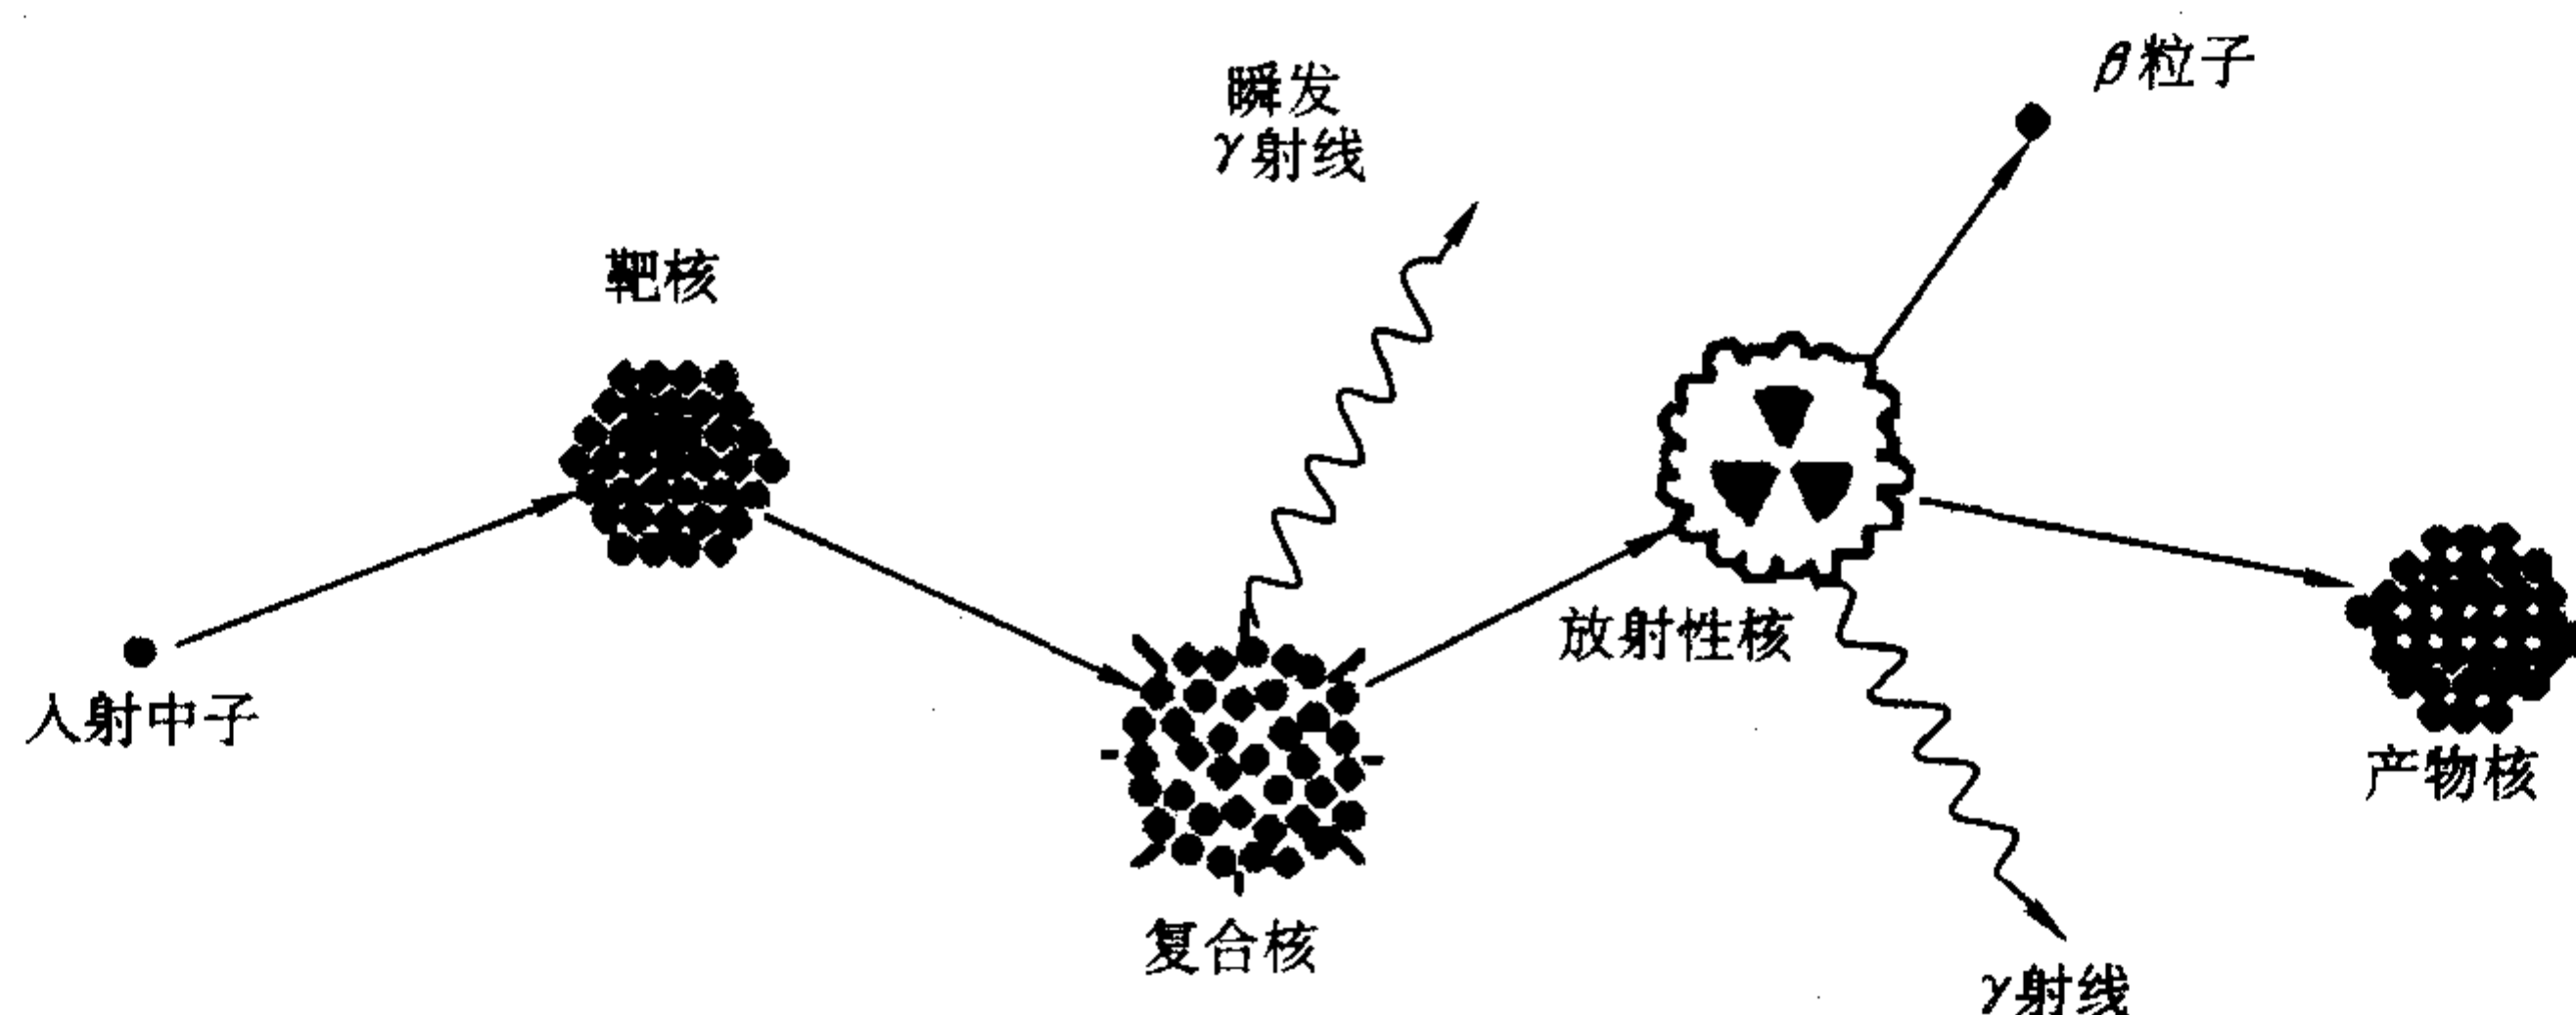 β粒子
瞬发
γ射线
靶核
放射性核
入射中子
产物核
复合核
γ射线